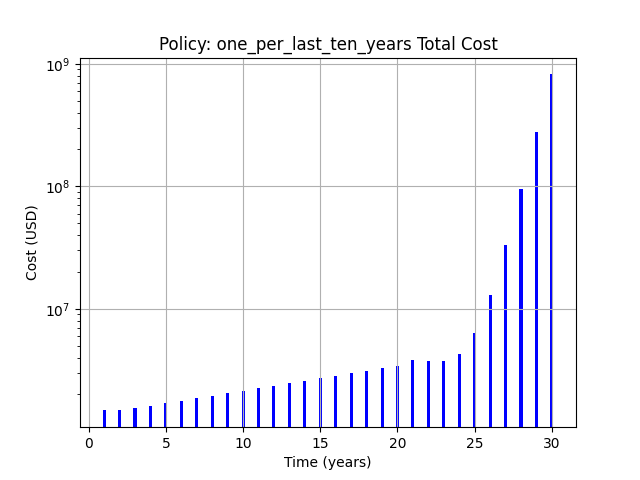 Policy: one_per_last_ten_years Total Cost
10⁹
10⁸
10⁷
Cost (USD)
0 5 10 15 20 25 30
Time (years)